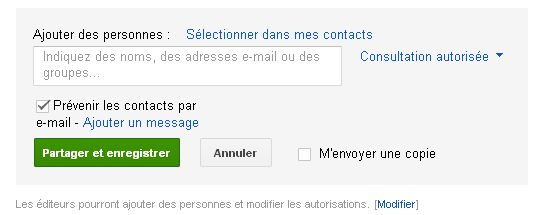 Ajouter des personnes : Sélectionner dans mes contacts
Indiquez des noms, des adresses e-mail ou des
groupes...
Consultation autorisée
Prévenir les contacts par
e-mail - Ajouter un message
Partager et enregistrer Annuler M'envoyer une copie
Les éditeurs pourront ajouter des personnes et modifier les autorisations. [Modifier]